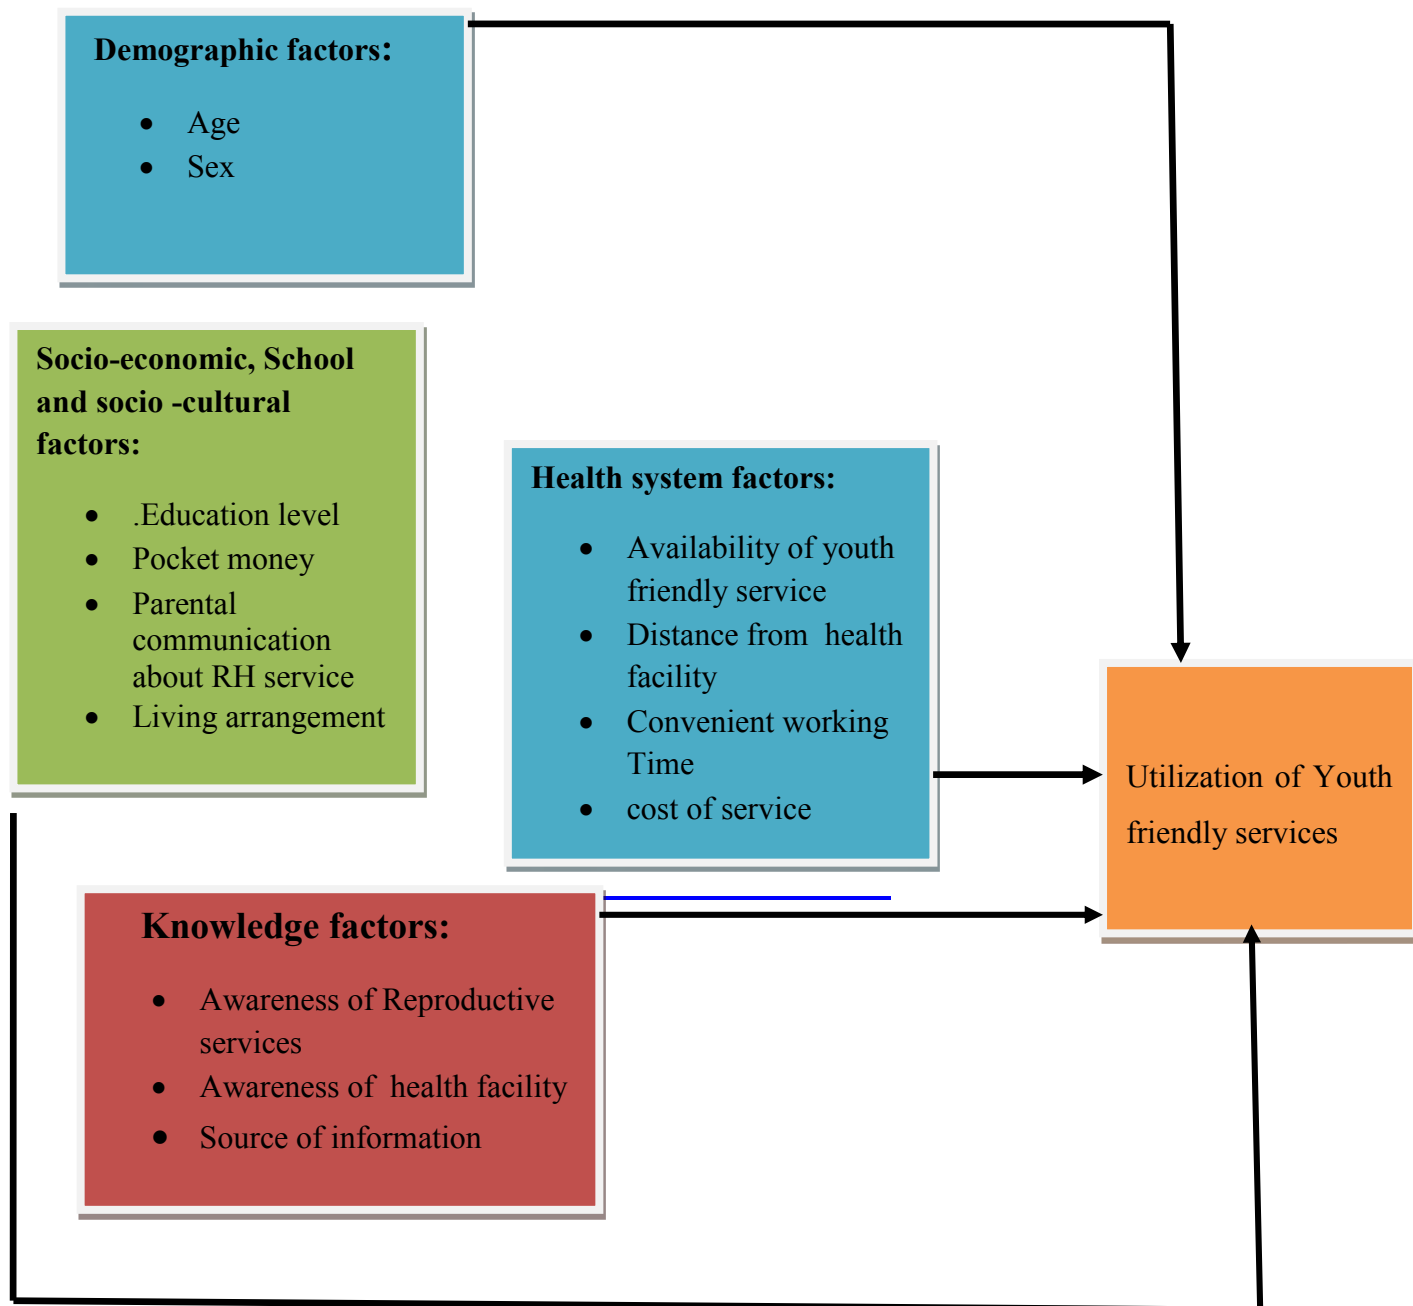 Demographic factors:
• Age
• Sex
Socio-economic, School
and socio -cultural
factors:
• .Education level
• Pocket money
• Parental
communication
about RH service
• Living arrangement
Health system factors:
• Availability of youth
friendly service
• Distance from health
facility
• Convenient working
Time
• cost of service
Utilization of Youth
friendly services
Knowledge factors:
• Awareness of Reproductive
services
• Awareness of health facility
• Source of information